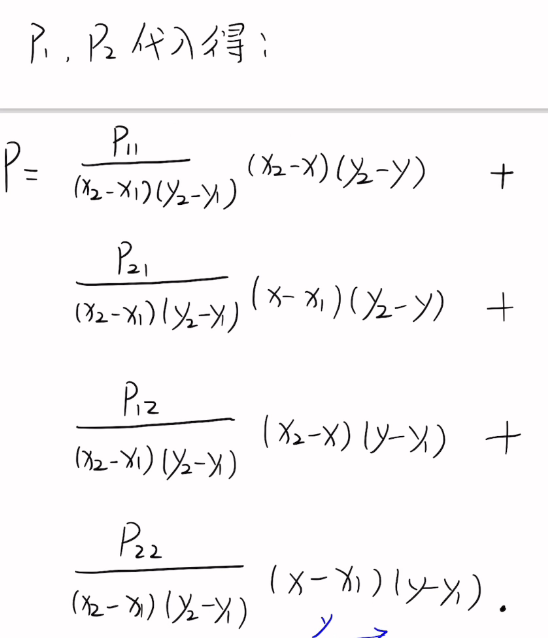 P₁, P₂ 代入得:
P = P₁₁/((x₂-x₁)(y₂-y₁)) (x₂-x)(y₂-y) +
P₂₁/((x₂-x₁)(y₂-y₁)) (x-x₁)(y₂-y) +
P₁₂/((x₂-x₁)(y₂-y₁)) (x₂-x)(y-y₁) +
P₂₂/((x₂-x₁)(y₂-y₁)) (x-x₁)(y-y₁).
y